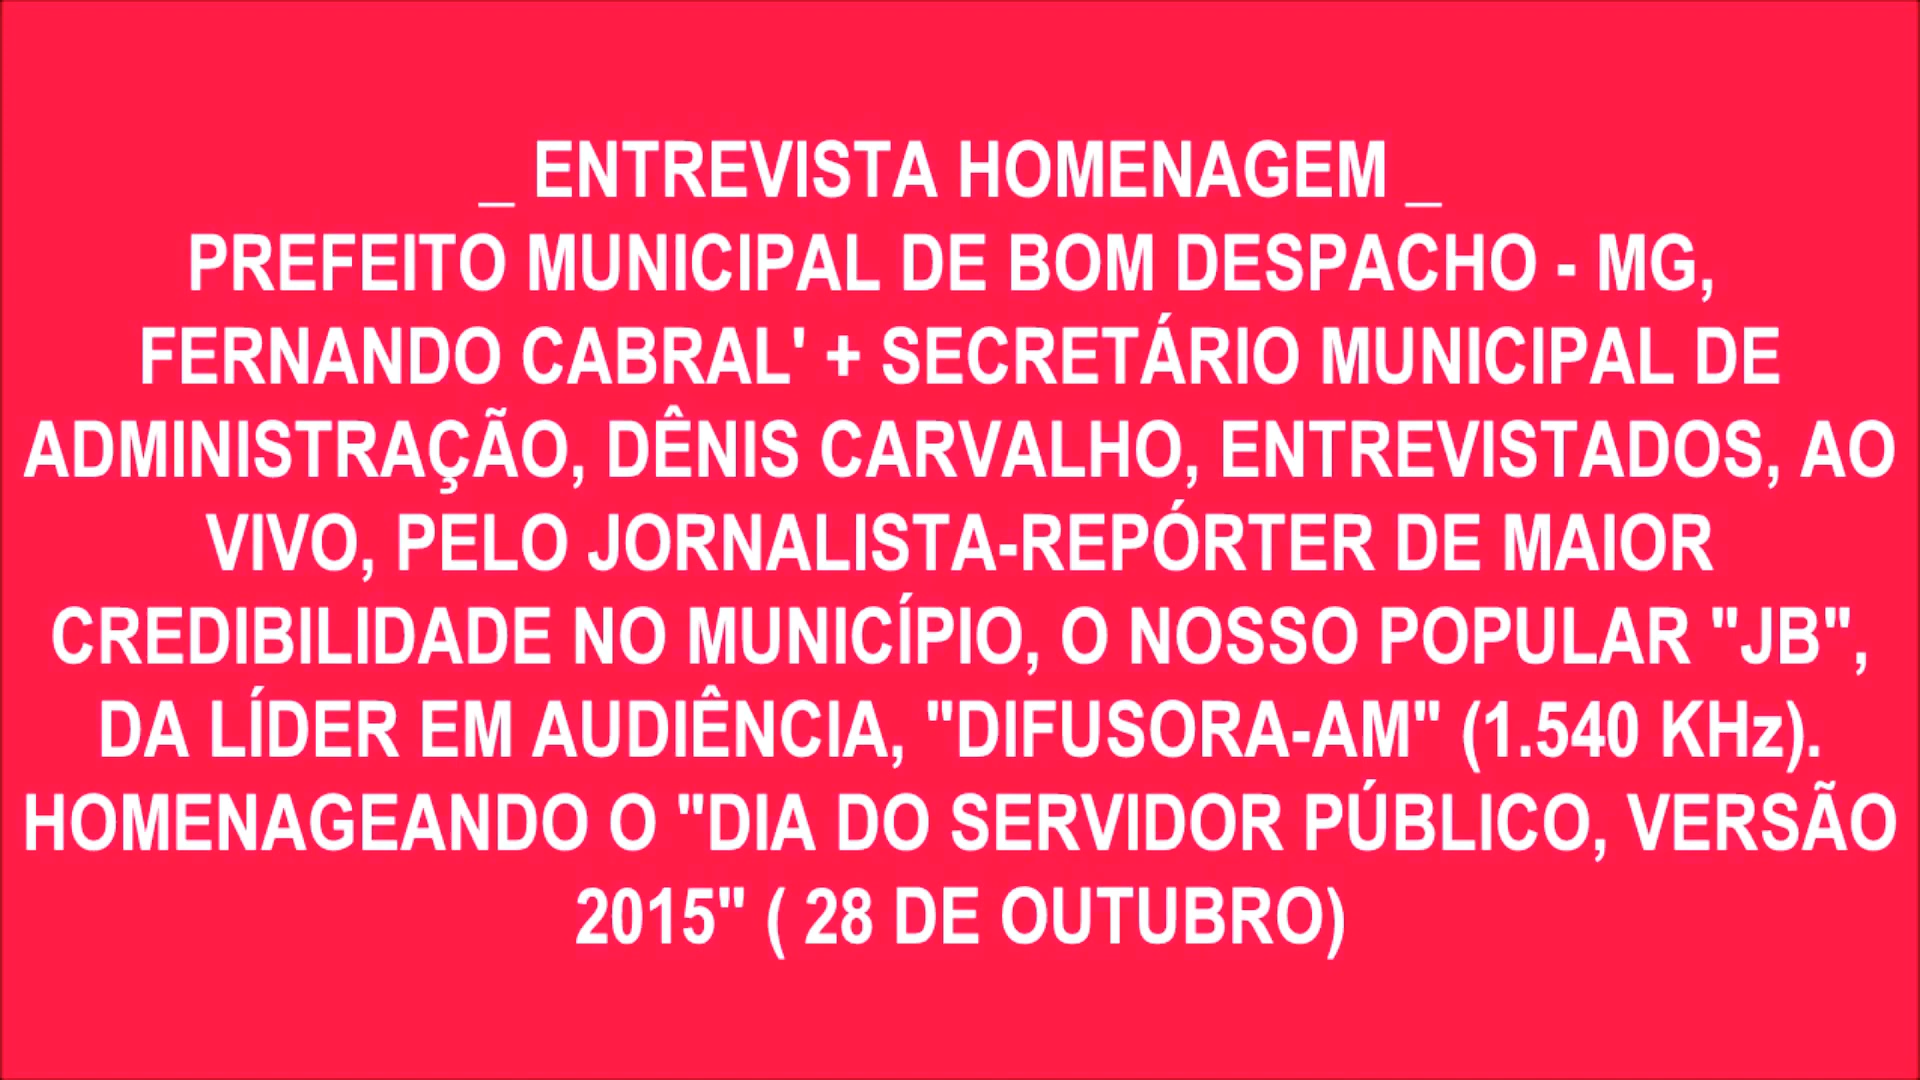 _ ENTREVISTA HOMENAGEM _
PREFEITO MUNICIPAL DE BOM DESPACHO - MG,
FERNANDO CABRAL' + SECRETÁRIO MUNICIPAL DE
ADMINISTRAÇÃO, DÊNIS CARVALHO, ENTREVISTADOS, AO
VIVO, PELO JORNALISTA-REPÓRTER DE MAIOR
CREDIBILIDADE NO MUNICÍPIO, O NOSSO POPULAR "JB",
DA LÍDER EM AUDIÊNCIA, "DIFUSORA-AM" (1.540 KHz).
HOMENAGEANDO O "DIA DO SERVIDOR PÚBLICO, VERSÃO
2015" ( 28 DE OUTUBRO)